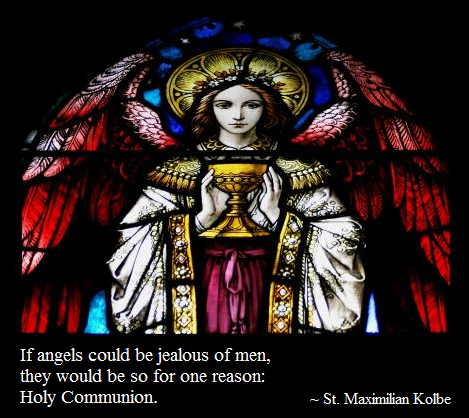 If angels could be jealous of men,
they would be so for one reason:
Holy Communion.
~ St. Maximilian Kolbe